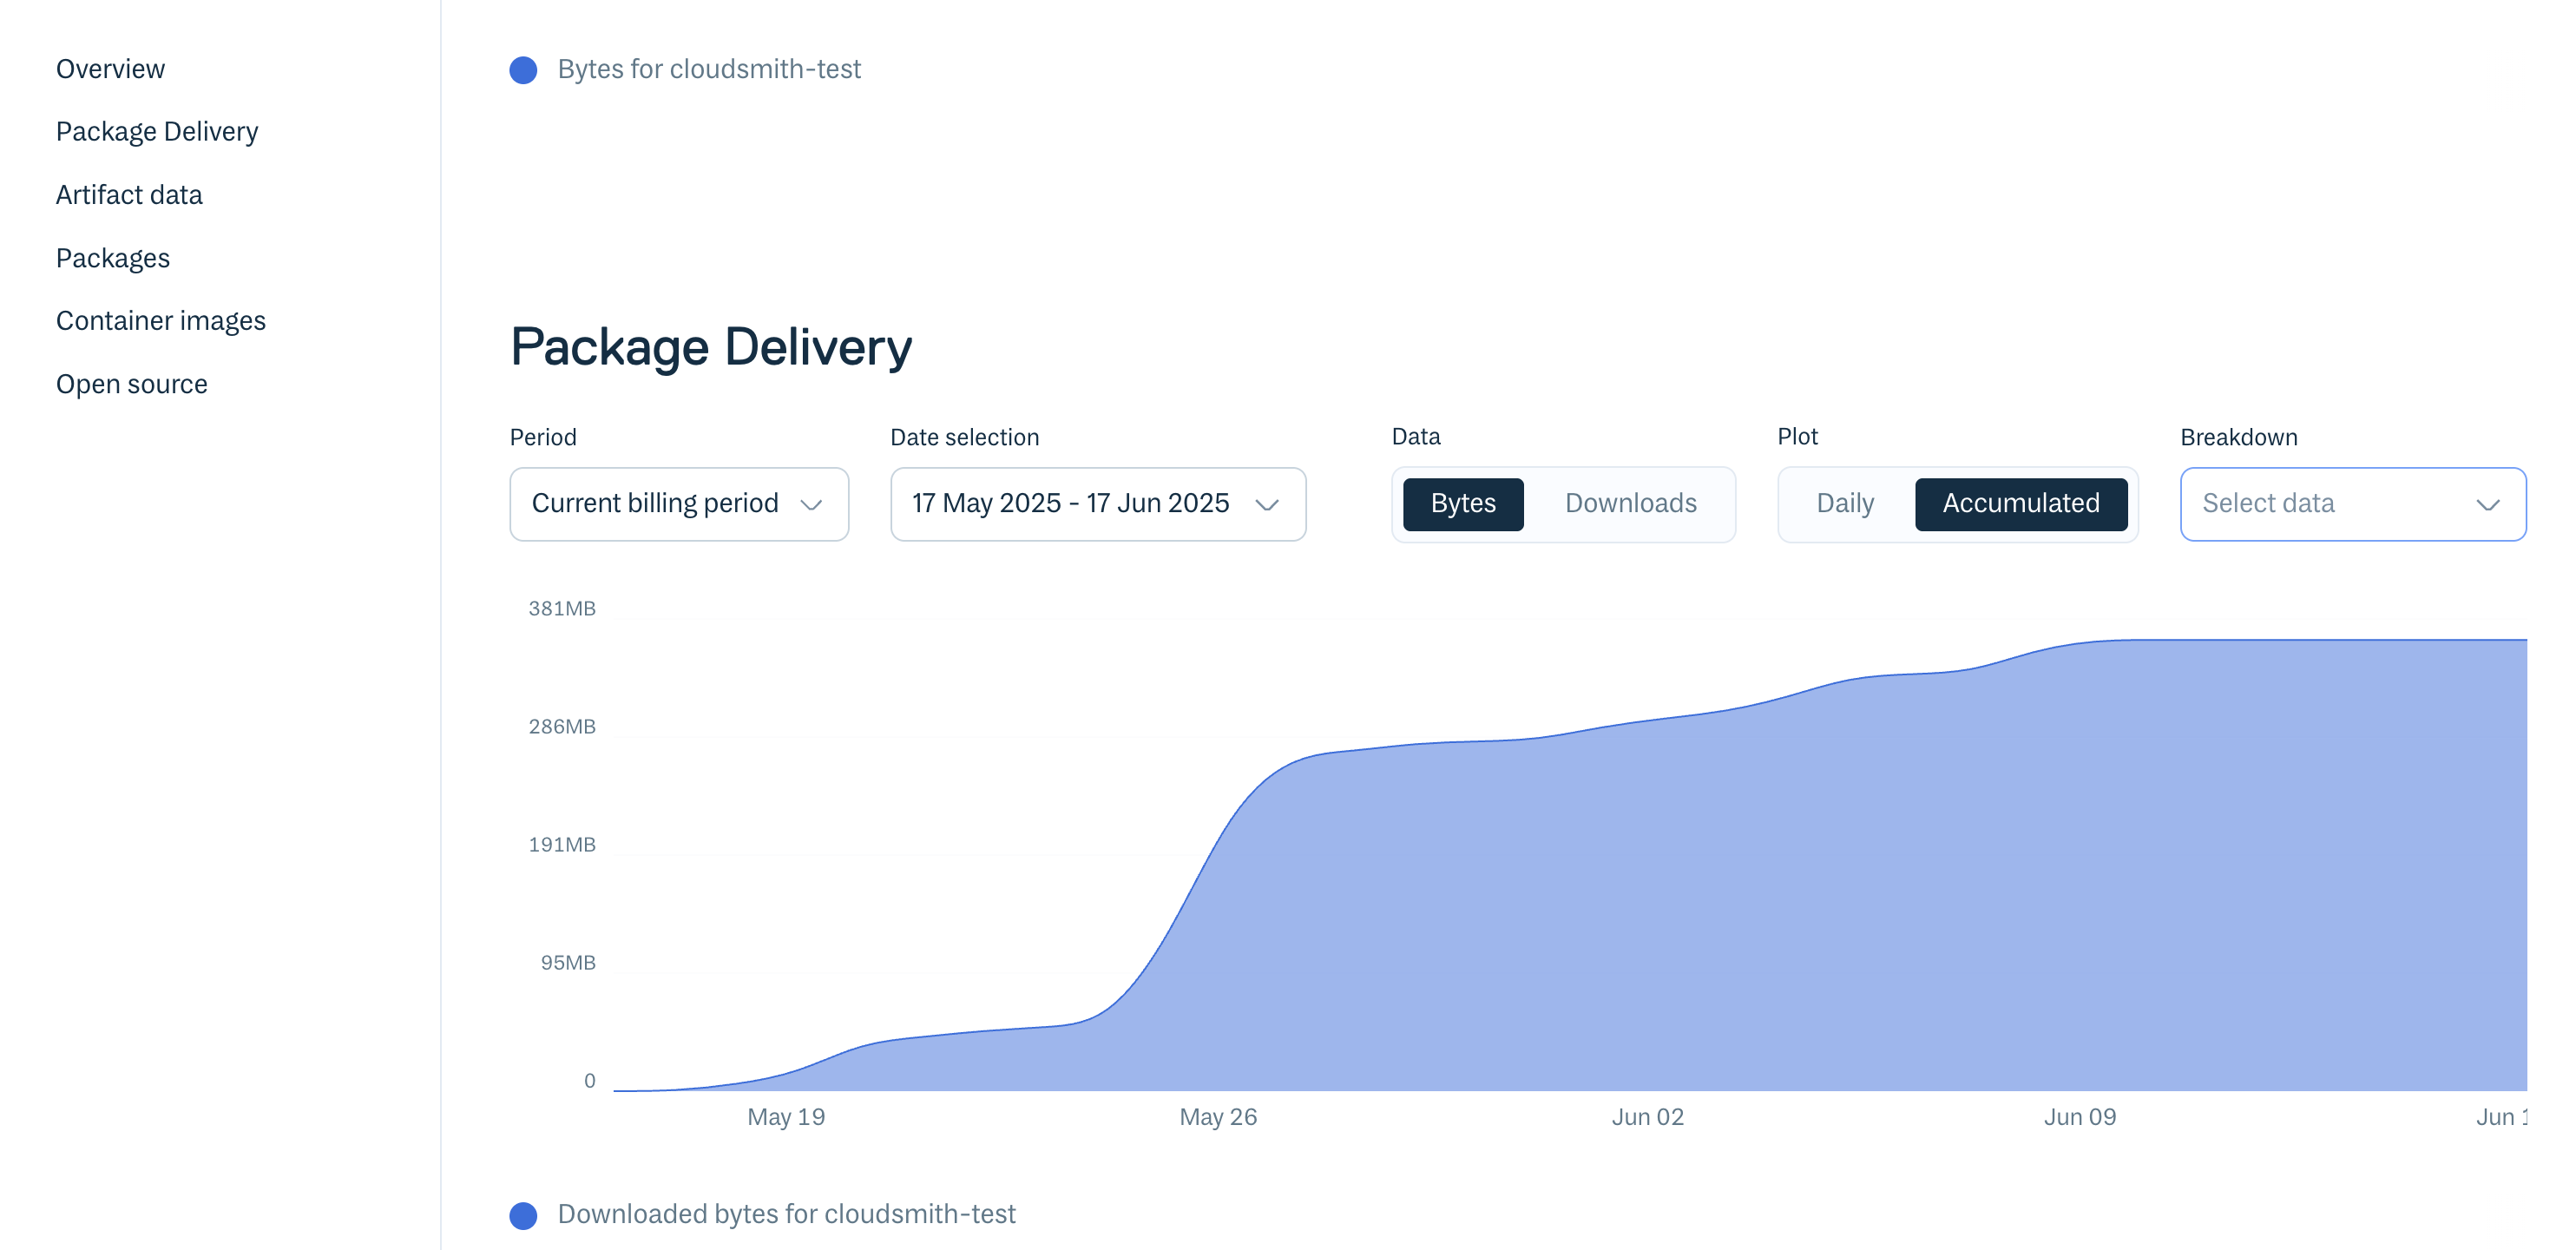 Overview
Package Delivery
Artifact data
Packages
Container images
Open source
Bytes for cloudsmith-test
Package Delivery
Period
Date selection
Data
Plot
Breakdown
Current billing period
17 May 2025 - 17 Jun 2025
Bytes
Downloads
Daily
Accumulated
Select data
381MB
286MB
191MB
95MB
0
May 19
May 26
Jun 02
Jun 09
Jun 1
Downloaded bytes for cloudsmith-test